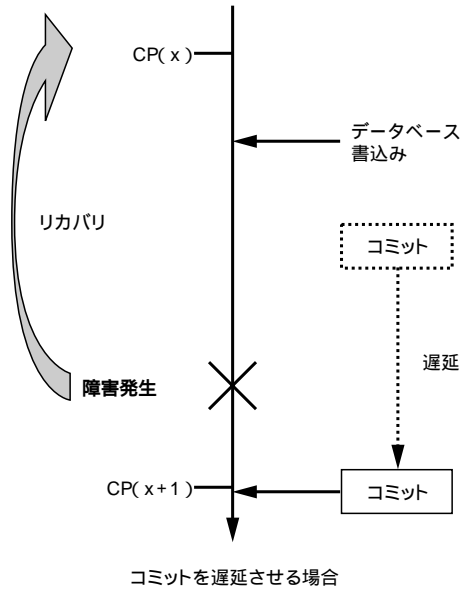 CP(x)
データベース
書込み
コミット
リカバリ
遅延
障害発生
CP(x+1)
コミット
コミットを遅延させる場合